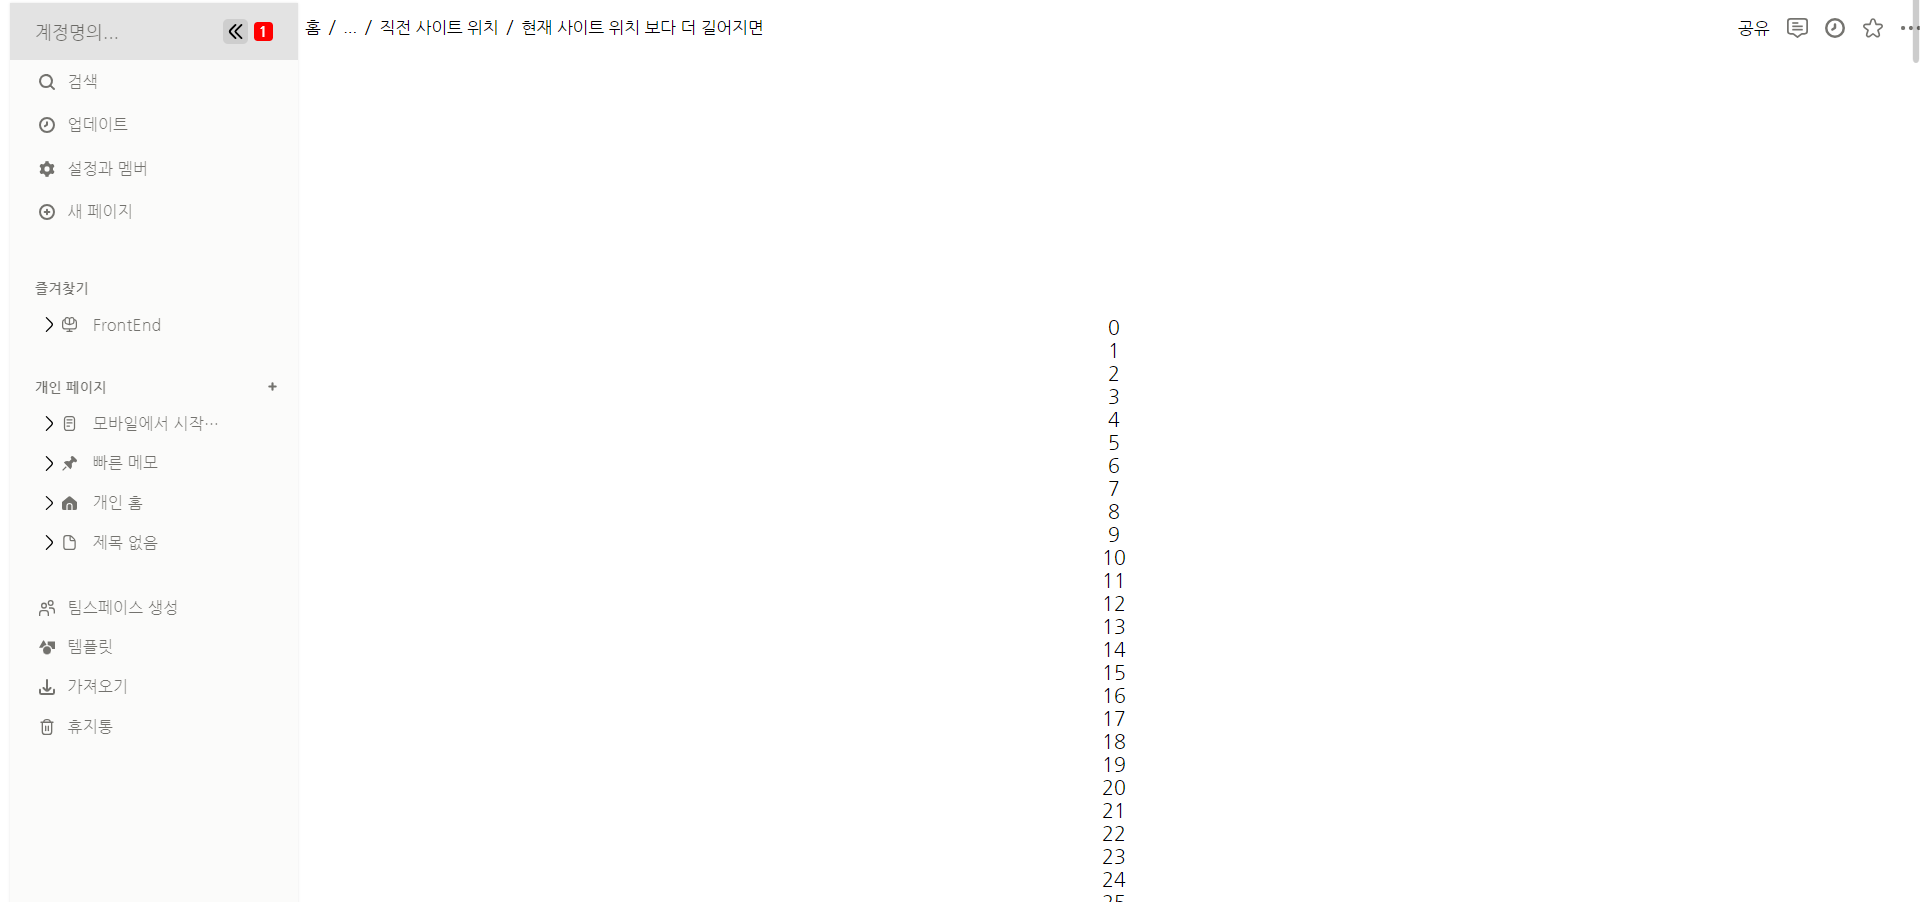 계정명의...
1
검색
업데이트
설정과 멤버
새 페이지
즐겨찾기
FrontEnd
개인 페이지 +
모바일에서 시작...
빠른 메모
개인 홈
제목 없음
팀스페이스 생성
템플릿
가져오기
휴지통
홈 / ... / 직전 사이트 위치 / 현재 사이트 위치 보다 더 길어지면
공유
0
1
2
3
4
5
6
7
8
9
10
11
12
13
14
15
16
17
18
19
20
21
22
23
24
25